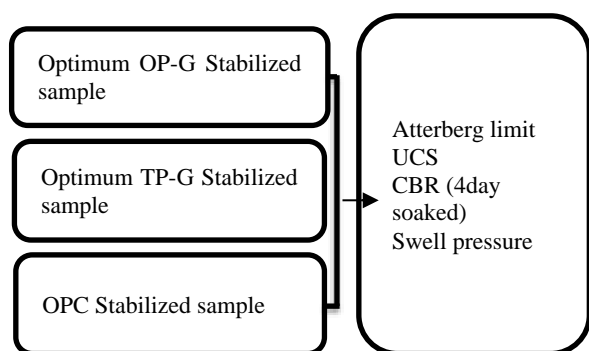 Optimum OP-G Stabilized
sample
Optimum TP-G Stabilized
sample
OPC Stabilized sample
Atterberg limit
UCS
CBR (4day
soaked)
Swell pressure